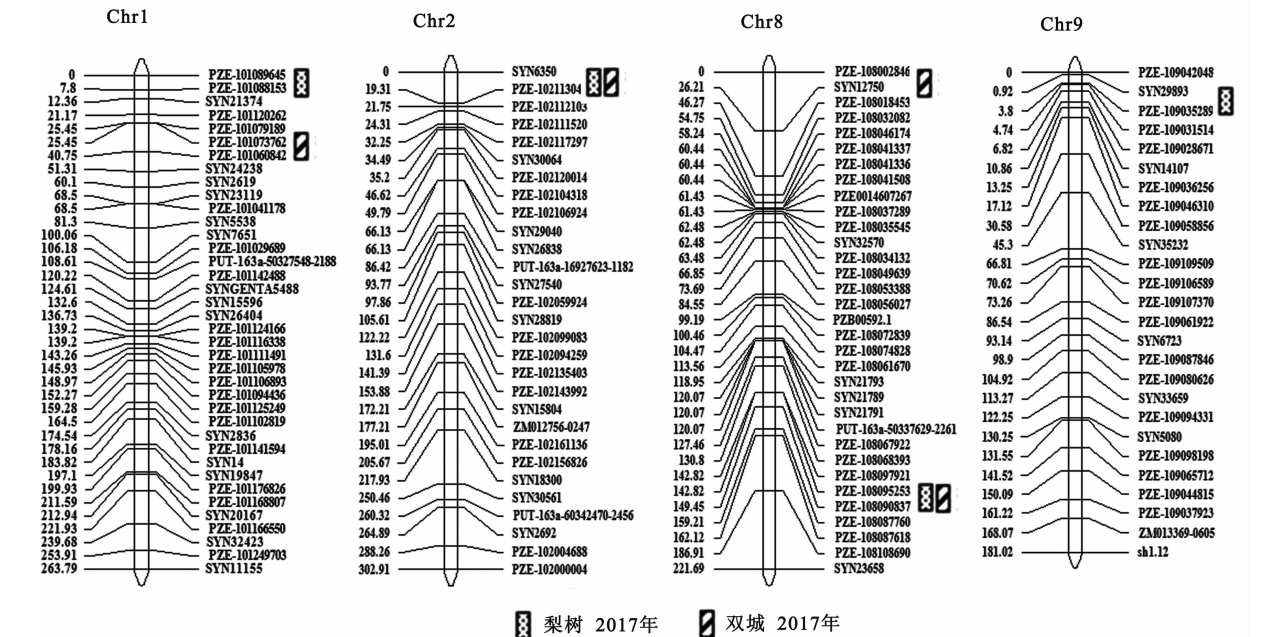 Chr1
0 PZE-101089645
7.8 PZE-101088153
12.36 SYN21374
21.17 PZE-101120262
25.45 PZE-101079189
25.45 PZE-101073762
40.75 PZE-101060842
51.31 SYN24238
60.1 SYN2619
68.5 SYN23119
68.5 PZE-101041178
81.3 SYN5538
100.06 SYN7651
106.18 PZE-101029689
108.61 PUT-163a-50327548-2188
120.22 PZE-101142488
124.61 SYNGENTA5488
132.6 SYN15596
136.73 SYN26404
139.2 PZE-101124166
139.2 PZE-101116338
143.26 PZE-101111491
145.93 PZE-101105978
148.97 PZE-101106893
152.27 PZE-101094436
159.28 PZE-101125249
164.5 PZE-101102819
174.54 SYN2836
178.16 PZE-101141594
183.82 SYN14
197.1 SYN19847
199.93 PZE-101176826
211.59 PZE-101168807
212.94 SYN20167
221.93 PZE-101166550
239.68 SYN32423
253.91 PZE-101249703
263.79 SYN11155
Chr2
0 SYN6350
19.31 PZE-10211304
21.75 PZE-102112103
24.31 PZE-102111520
32.25 PZE-102117297
34.49 SYN30064
35.2 PZE-102120014
46.62 PZE-102104318
49.79 PZE-102106924
66.13 SYN29040
66.13 SYN26838
86.42 PUT-163a-16927623-1182
93.77 SYN27540
97.86 PZE-102059924
105.61 SYN28819
122.22 PZE-102099083
131.6 PZE-102094259
141.39 PZE-102135403
153.88 PZE-102143992
172.21 SYN15804
177.21 ZM012756-0247
195.01 PZE-102161136
205.67 PZE-102156826
217.93 SYN18300
250.46 SYN30561
260.32 PUT-163a-60342470-2456
264.89 SYN2692
288.26 PZE-102004688
302.91 PZE-102000004
Chr8
0 PZE-108002846
26.21 SYN12750
46.27 PZE-108018453
54.75 PZE-108032082
58.24 PZE-108046174
60.44 PZE-108041337
60.44 PZE-108041336
60.44 PZE-108041508
61.43 PZE0014607267
61.43 PZE-108037289
62.48 PZE-108035545
62.48 SYN32570
63.48 PZE-108034132
66.85 PZE-108049639
73.69 PZE-108053388
84.55 PZE-108056027
99.19 PZB00592.1
100.46 PZE-108072839
104.47 PZE-108074828
113.56 PZE-108061670
118.95 SYN21793
120.07 SYN21789
120.07 SYN21791
120.07 PUT-163a-50337629-2261
127.46 PZE-108067922
130.8 PZE-108068393
142.82 PZE-108097921
142.82 PZE-108095253
149.45 PZE-108090837
159.21 PZE-108087760
162.12 PZE-108087618
186.91 PZE-108108690
221.69 SYN23658
Chr9
0 PZE-109042048
0.92 SYN29893
3.8 PZE-109035289
4.74 PZE-109031514
6.82 PZE-109028671
10.86 SYN14107
13.25 PZE-109036256
17.12 PZE-109046310
30.58 PZE-109058856
45.3 SYN35232
66.81 PZE-109109509
70.62 PZE-109106589
73.26 PZE-109107370
86.54 PZE-109061922
93.14 SYN6723
98.9 PZE-109087846
104.92 PZE-109080626
113.27 SYN33659
122.25 PZE-109094331
130.25 SYN5080
131.55 PZE-109098198
141.52 PZE-109065712
150.09 PZE-109044815
161.22 PZE-109037923
168.07 ZM013369-0605
181.02 sh1.12
梨树 2017年 双城 2017年